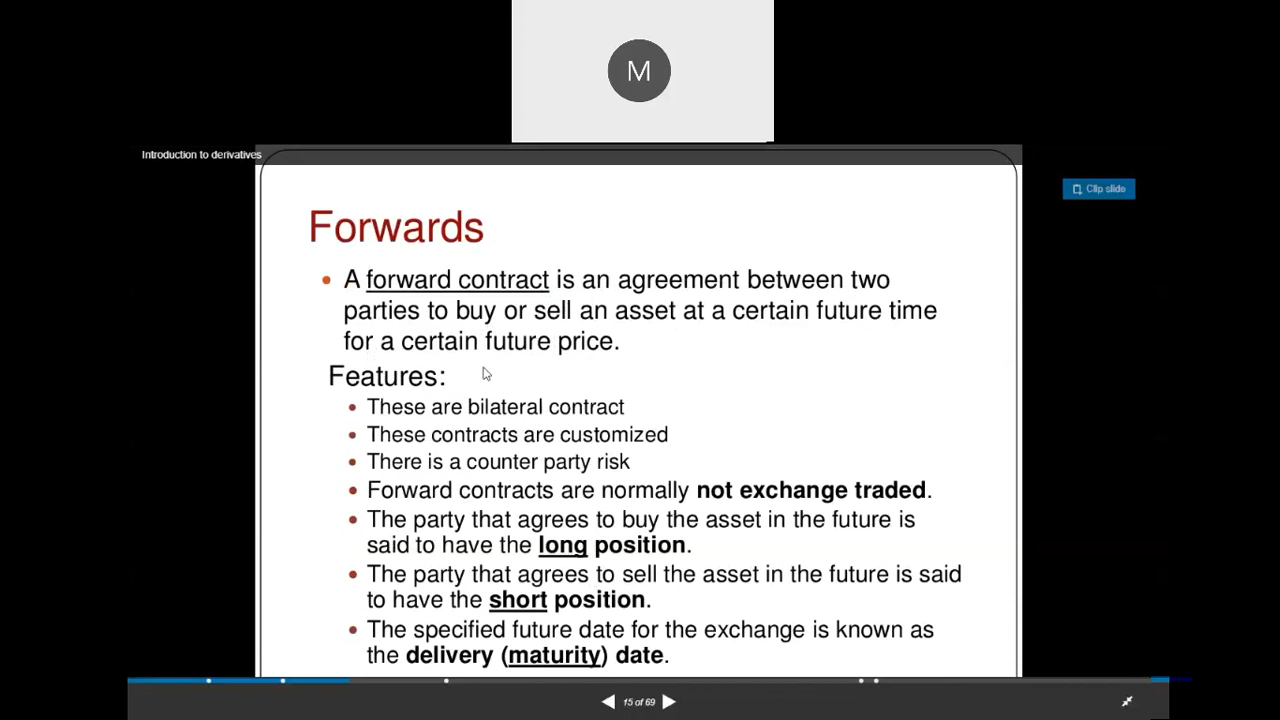 M
Introduction to derivatives
Clip slide
Forwards
• A forward contract is an agreement between two
parties to buy or sell an asset at a certain future time
for a certain future price.
Features:
• These are bilateral contract
• These contracts are customized
• There is a counter party risk
• Forward contracts are normally not exchange traded.
• The party that agrees to buy the asset in the future is
said to have the long position.
• The party that agrees to sell the asset in the future is said
to have the short position.
• The specified future date for the exchange is known as
the delivery (maturity) date.
15 of 69